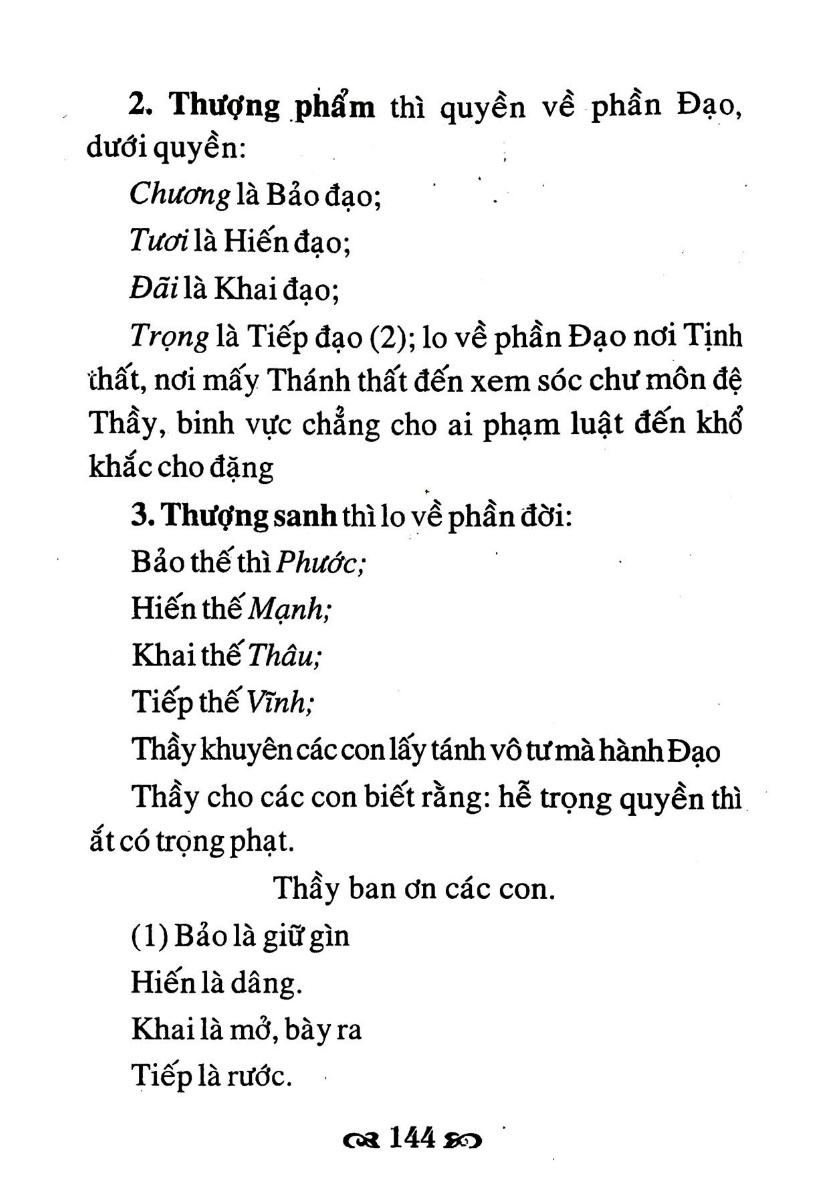 2. Thượng phẩm thì quyền về phần Đạo,
dưới quyền:
Chương là Bảo đạo;
Tươi là Hiến đạo;
Đãi là Khai đạo;
Trọng là Tiếp đạo (2); lo về phần Đạo nơi Tịnh
thất, nơi mấy Thánh thất đến xem sóc chư môn đệ
Thầy, binh vực chẳng cho ai phạm luật đến khổ
khắc cho đặng
3. Thượng sanh thì lo về phần đời:
Bảo thế thì Phước;
Hiến thế Mạnh;
Khai thế Thâu;
Tiếp thế Vĩnh;
Thầy khuyên các con lấy tánh vô tư mà hành Đạo
Thầy cho các con biết rằng: hễ trọng quyền thì
ắt có trọng phạt.
Thầy ban ơn các con.
(1) Bảo là giữ gìn
Hiến là dâng.
Khai là mở, bày ra
Tiếp là rước.
144